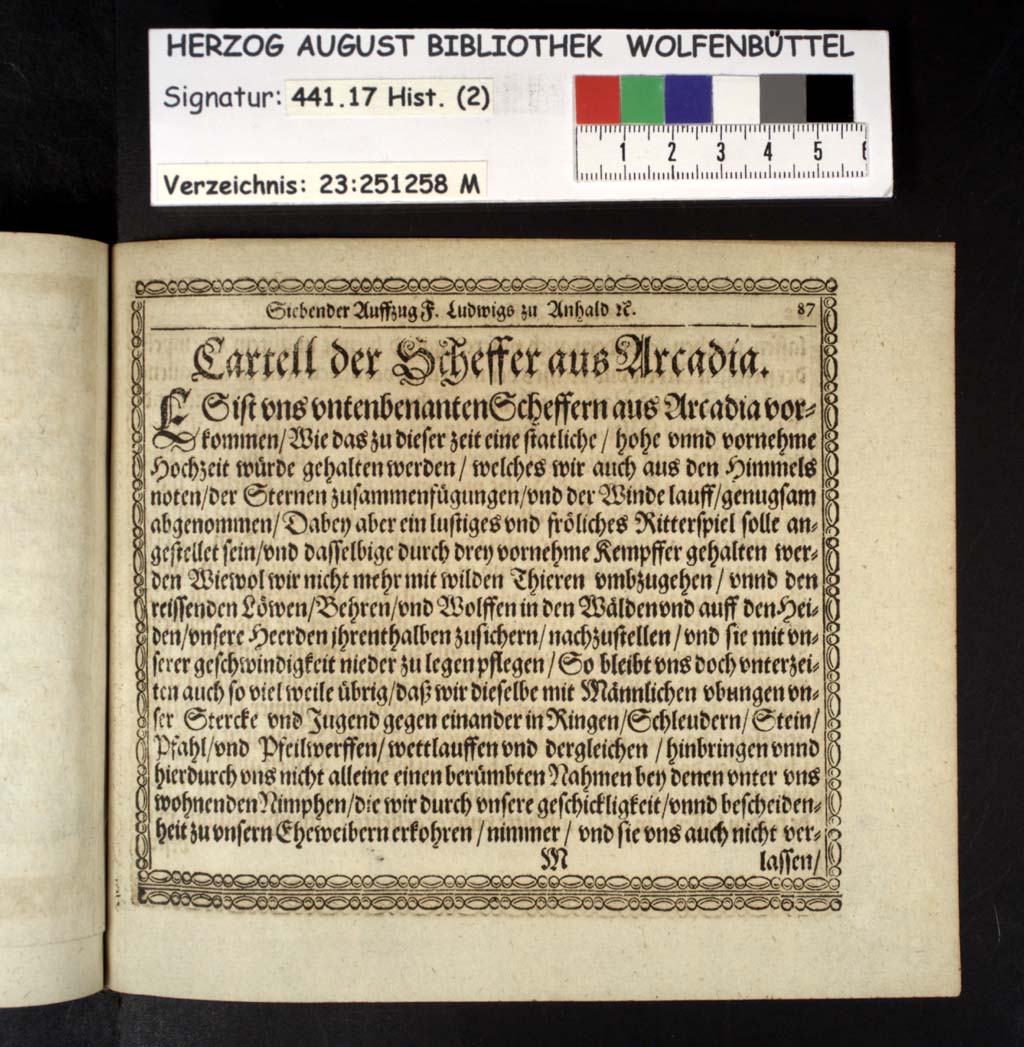 HERZOG AUGUST BIBLIOTHEK WOLFENBÜTTEL
Signatur: 441.17 Hist. (2)
1 2 3 4 5 6
Verzeichnis: 23:251258 M
Siebender Auffzug F. Ludwigs zu Anhald ꝛc. 87
Cartell der Scheffer aus Arcadia.
ES ist vns vntenbenanten Scheffern aus Arcadia vor-
kommen/ Wie das zu dieser zeit eine statliche/ hohe vnnd vornehme
Hochzeit würde gehalten werden/ welches wir auch aus den Himmels
noten/ der Sternen zusammenfügungen/ vnd der Winde lauff/ genugsam
abgenommen/ Dabey aber ein lustiges vnd fröliches Ritterspiel solle an-
gestellet sein/ vnd dasselbige durch drey vornehme Kempffer gehalten wer-
den Wiewol wir nicht mehr mit wilden Thieren vmbzugehen/ vnnd den
reissenden Löwen/ Behren/ vnd Wolffen in den Wälden vnd auff den Hei-
den/ vnsere Heerden jhrenthalben zusichern/ nachzustellen/ vnd sie mit vn-
serer geschwindigkeit nieder zu legen pflegen/ So bleibt vns doch vnterzei-
ten auch so viel weile übrig/ daß wir dieselbe mit Männlichen vbungen vn-
ser Stercke vnd Jugend gegen einander in Ringen/ Schleudern/ Stein/
Pfahl/ vnd Pfeilwerffen/ wettlauffen vnd dergleichen/ hinbringen vnnd
hierdurch vns nicht alleine einen berümbten Nahmen bey denen vnter vns
wohnenden Nimphen/ die wir durch vnsere geschickligkeit/ vnnd bescheiden-
heit zu vnsern Eheweibern erkohren/ nimmer/ vnd sie vns auch nicht ver-
M lassen/